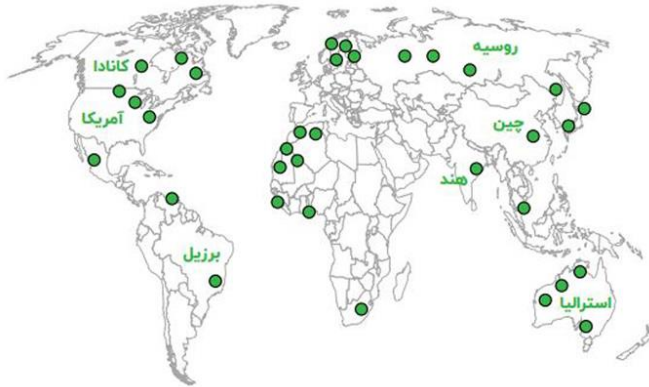 روسیه
کانادا
آمریکا
چین
هند
برزیل
استرالیا